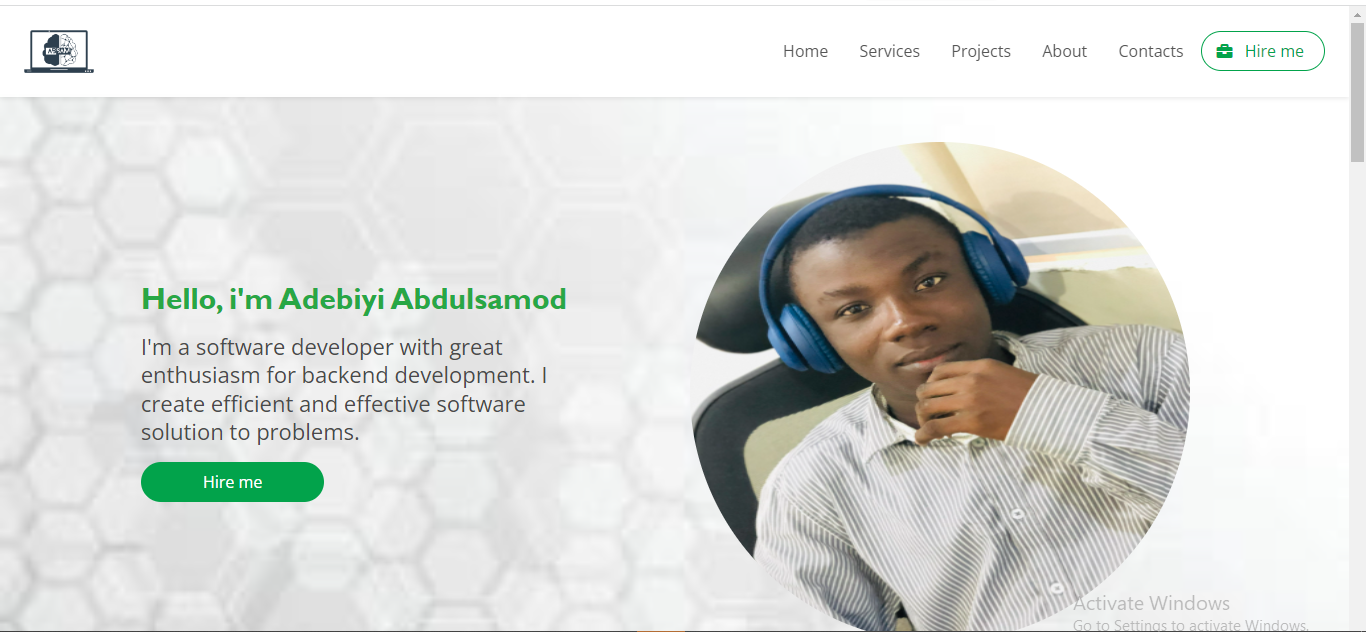 Home
Services
Projects
About
Contacts
Hire me
Hello, i'm Adebiyi Abdulsamod
I'm a software developer with great
enthusiasm for backend development. I
create efficient and effective software
solution to problems.
Hire me
Activate Windows
Go to Settings to activate Windows.